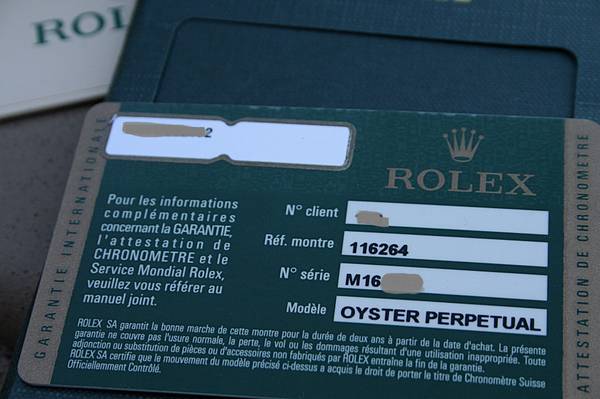 ROL
2
ROLEX
GARANTIE INTERNATIONALE
ATTESTATION DE CHRONOMETRE
Pour les informations
complémentaires
concernant la GARANTIE,
l'attestation de
CHRONOMETRE et le
Service Mondial Rolex,
veuillez vous référer au
manuel joint.
N° client
Réf. montre 116264
N° série M16
Modèle OYSTER PERPETUAL
ROLEX SA garantit la bonne marche de cette montre pour la durée de deux ans à partir de la date d'achat. La présente
garantie ne couvre pas l'usure normale, la perte, le vol ou les dommages résultant d'une utilisation inappropriée. Toute
adjonction ou substitution de pièces ou d'accessoires non fabriqués par ROLEX entraîne la fin de la garantie.
ROLEX SA certifie que le mouvement du modèle précisé ci-dessus a acquis le droit de porter le titre de Chronomètre Suisse
Officiellement Contrôlé.